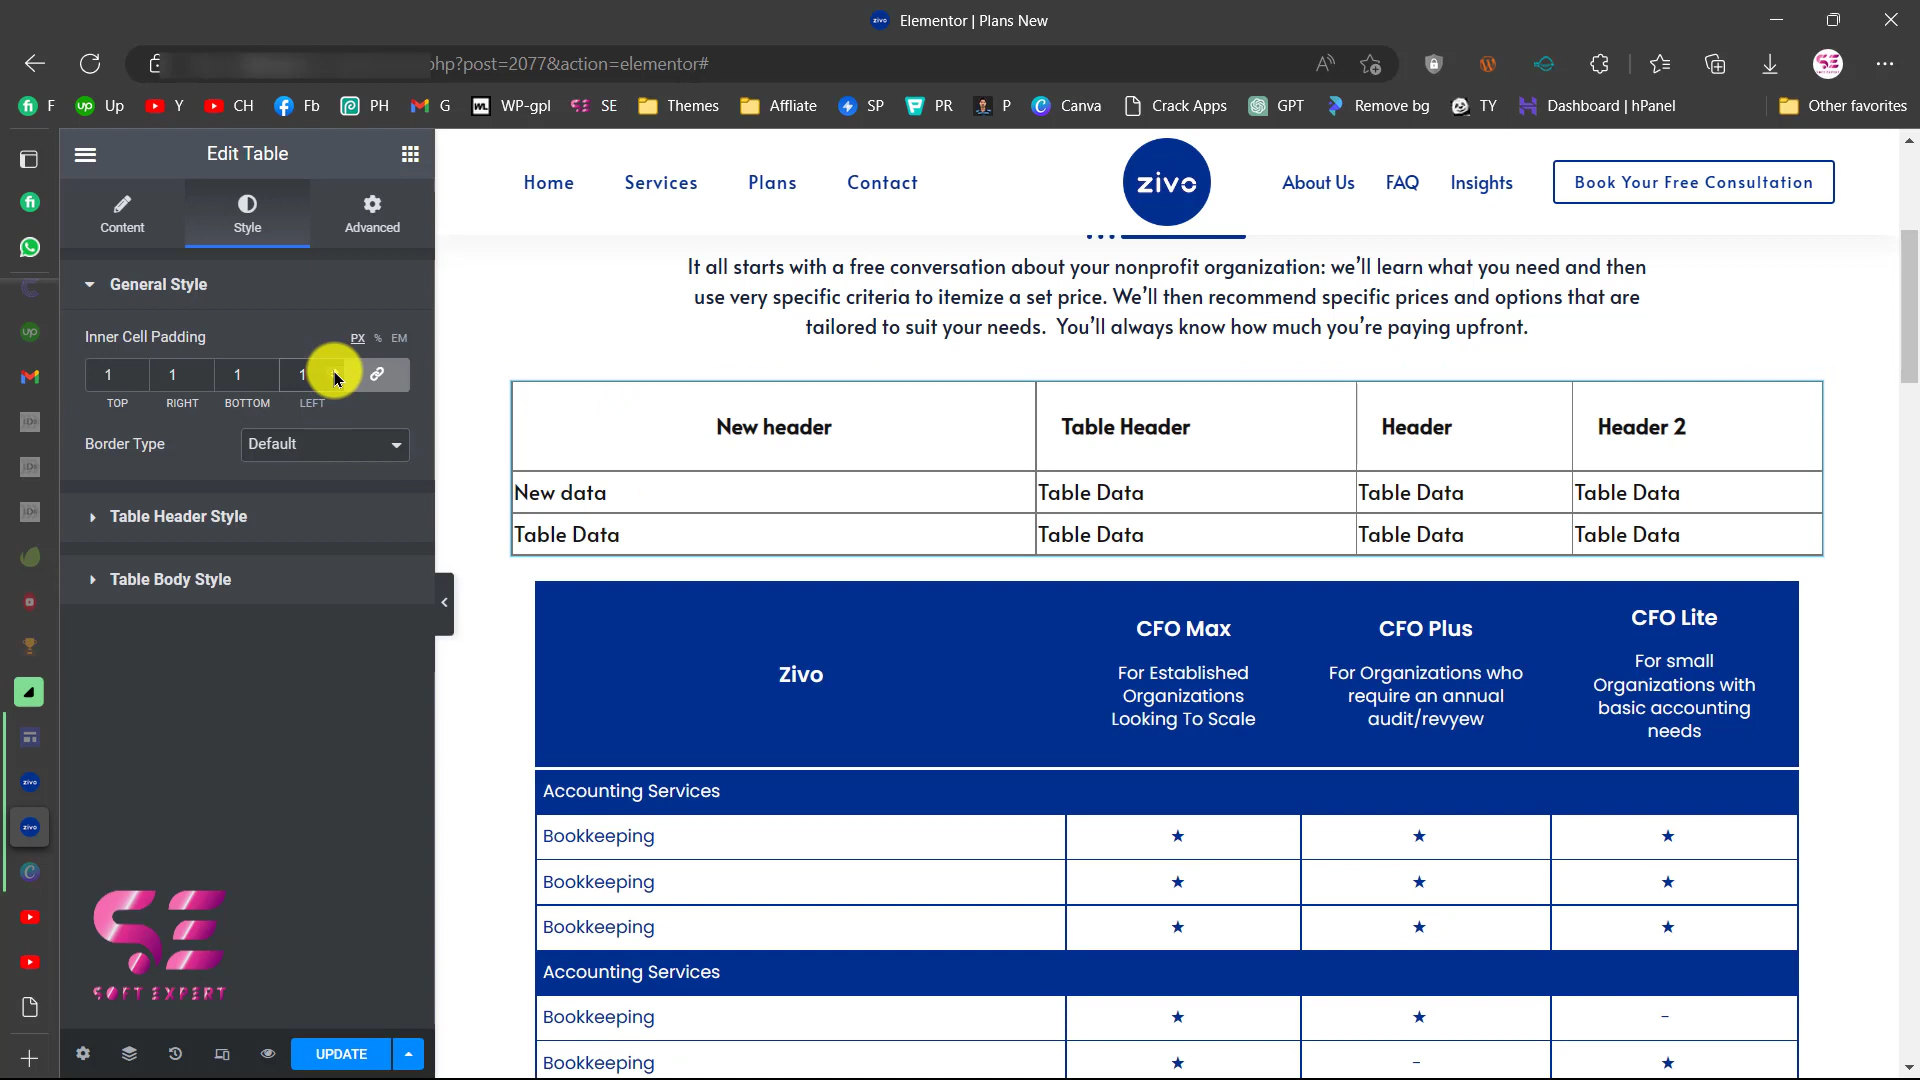 zivo Elementor | Plans New
hp?post=2077&action=elementor#
F Up Y CH Fb PH G WP-gpl SE Themes Affliate SP PR P Canva Crack Apps GPT Remove bg TY Dashboard | hPanel Other favorites
Edit Table
Content Style Advanced
General Style
Inner Cell Padding PX % EM
1 1 1 1
TOP RIGHT BOTTOM LEFT
Border Type Default
Table Header Style
Table Body Style
SE
SOFT EXPERT
UPDATE
Home Services Plans Contact zivo About Us FAQ Insights Book Your Free Consultation
It all starts with a free conversation about your nonprofit organization: we’ll learn what you need and then
use very specific criteria to itemize a set price. We’ll then recommend specific prices and options that are
tailored to suit your needs. You’ll always know how much you’re paying upfront.
New header Table Header Header Header 2
New data Table Data Table Data Table Data
Table Data Table Data Table Data Table Data
Zivo
CFO Max
For Established
Organizations
Looking To Scale
CFO Plus
For Organizations who
require an annual
audit/revyew
CFO Lite
For small
Organizations with
basic accounting
needs
Accounting Services
Bookkeeping ★ ★ ★
Bookkeeping ★ ★ ★
Bookkeeping ★ ★ ★
Accounting Services
Bookkeeping ★ ★ -
Bookkeeping ★ - ★